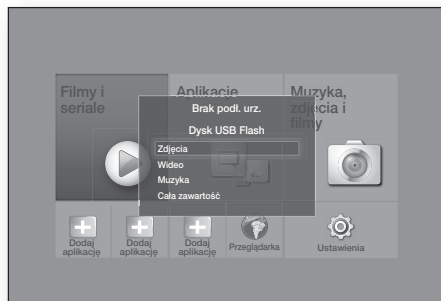 Filmy i
seriale
Aplikacje
Muzyka,
zdjęcia i
filmy
Brak podł. urz.
Dysk USB Flash
Zdjęcia
Wideo
Muzyka
Cała zawartość
Dodaj
aplikację
Dodaj
aplikację
Dodaj
aplikację
Przeglądarka
Ustawienia